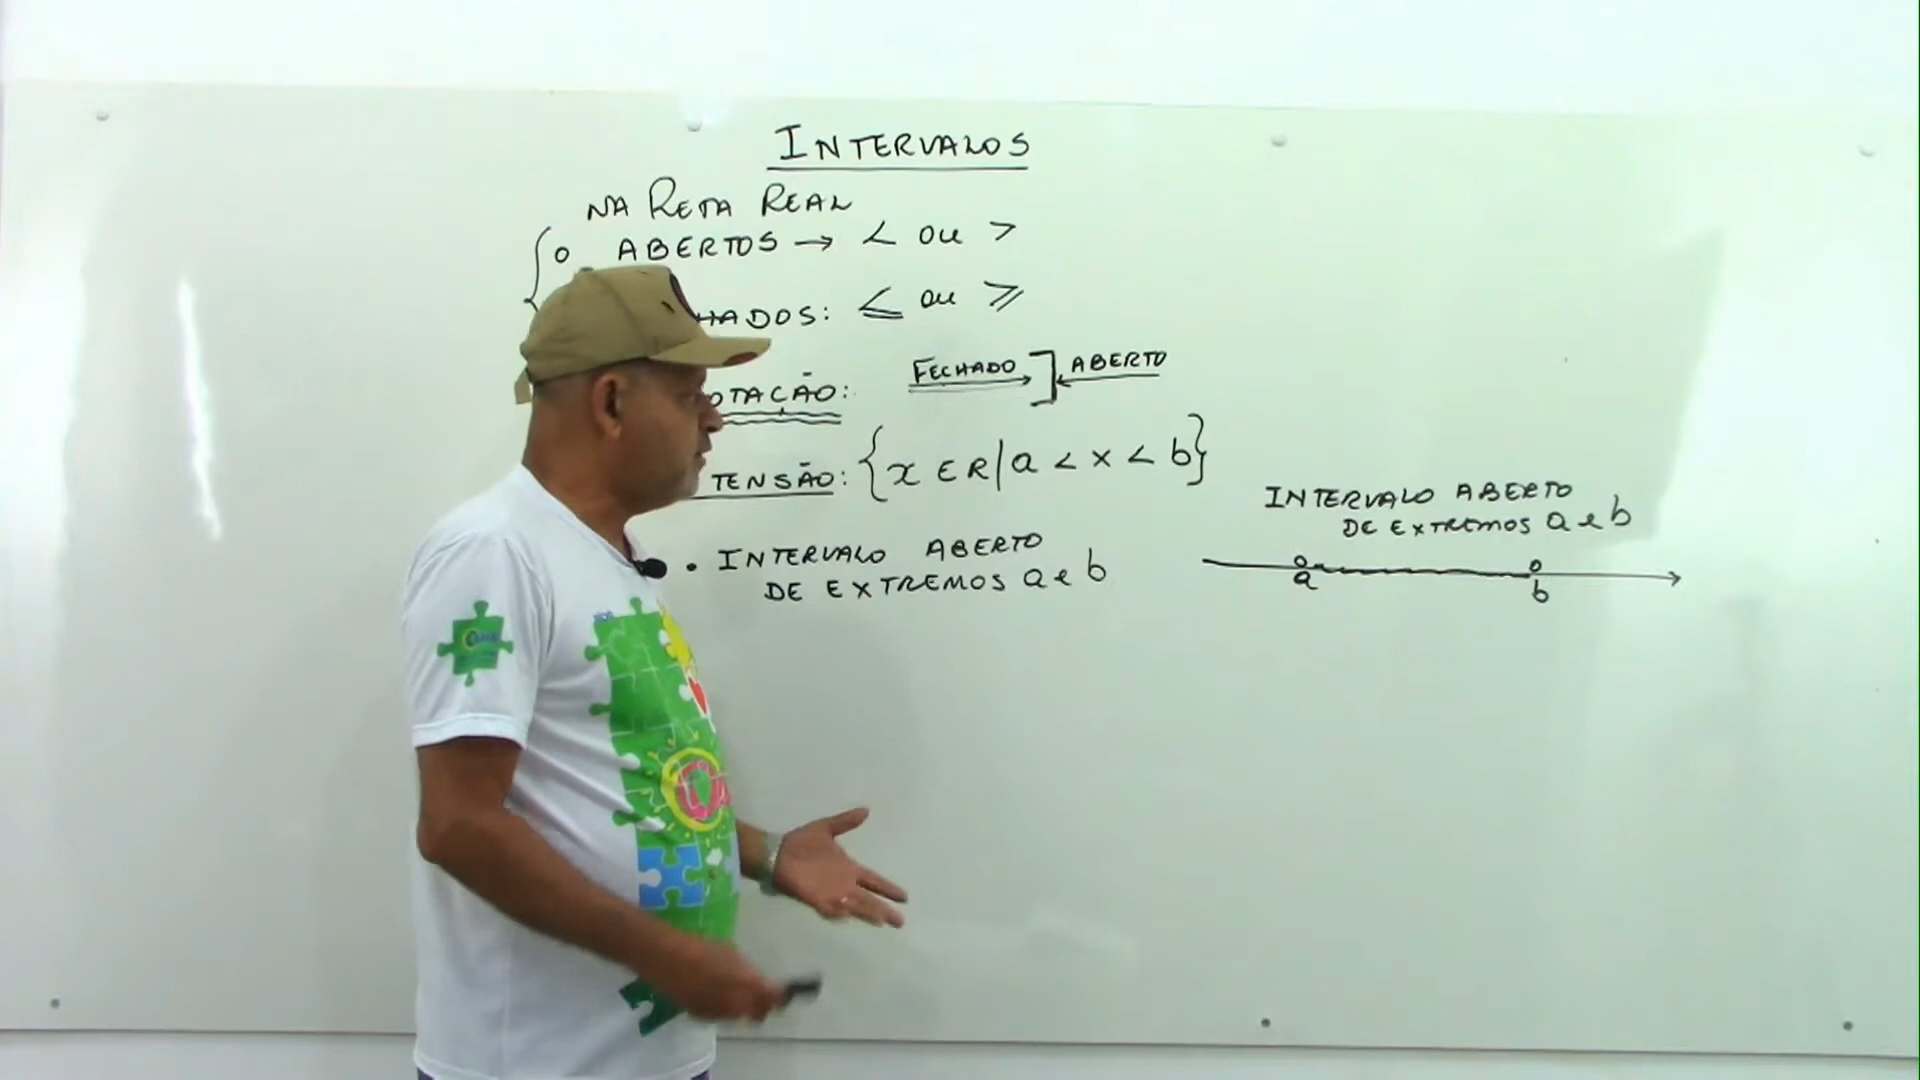 INTERVALOS
NA RETA REAL
o ABERTOS → < ou >
HADOS: ≤ ou ≥
OTAÇÃO: FECHADO ] ABERTO
TENSÃO: {x ∈ R | a < x < b}
• INTERVALO ABERTO
DE EXTREMOS a e b
INTERVALO ABERTO
DE EXTREMOS a e b
a b